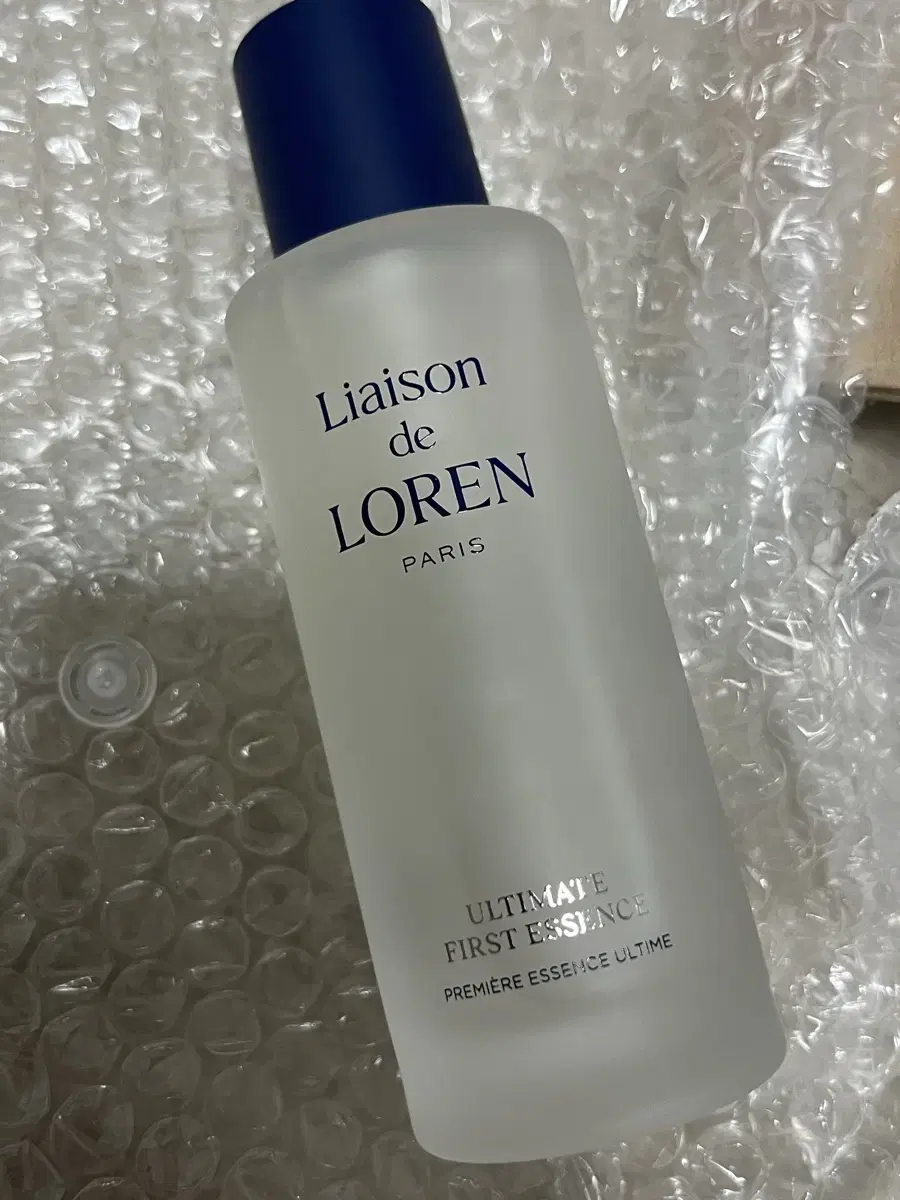 Liaison
de
LOREN
PARIS
ULTIMATE
FIRST ESSENCE
PREMIÈRE ESSENCE ULTIME